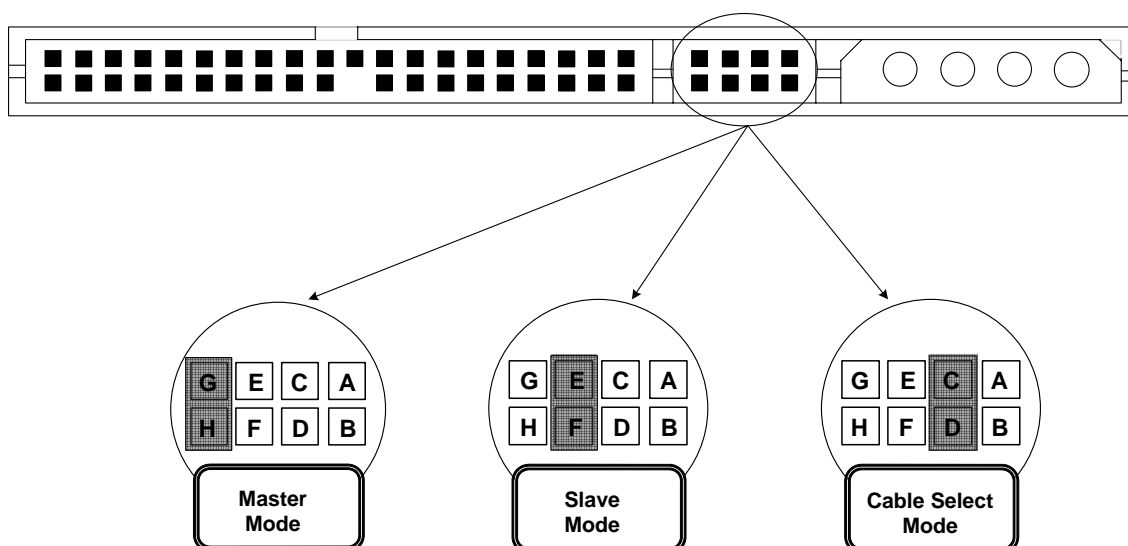 G E C A
H F D B
Master
Mode
G E C A
H F D B
Slave
Mode
G E C A
H F D B
Cable Select
Mode